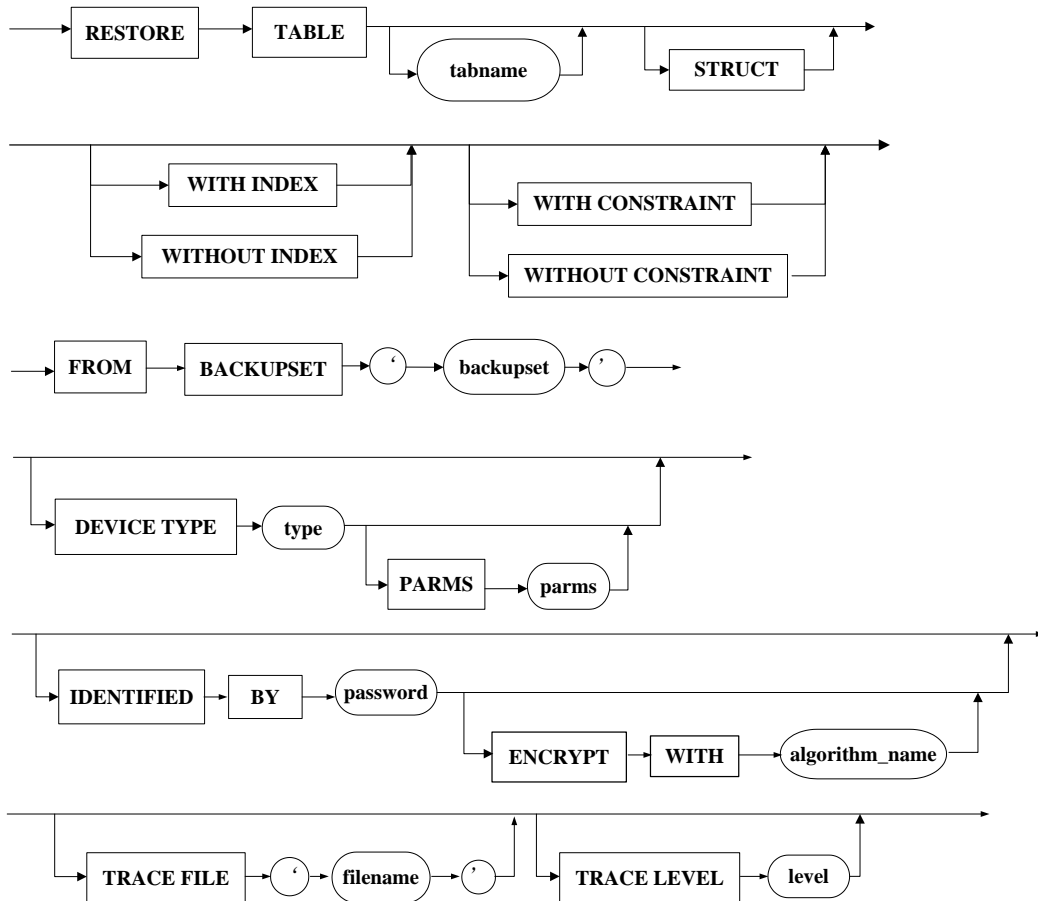 RESTORE TABLE
tabname STRUCT
WITH INDEX WITH CONSTRAINT
WITHOUT INDEX WITHOUT CONSTRAINT
FROM BACKUPSET ‘ backupset ’
DEVICE TYPE type
PARMS parms
IDENTIFIED BY password
ENCRYPT WITH algorithm_name
TRACE FILE ‘ filename ’ TRACE LEVEL level